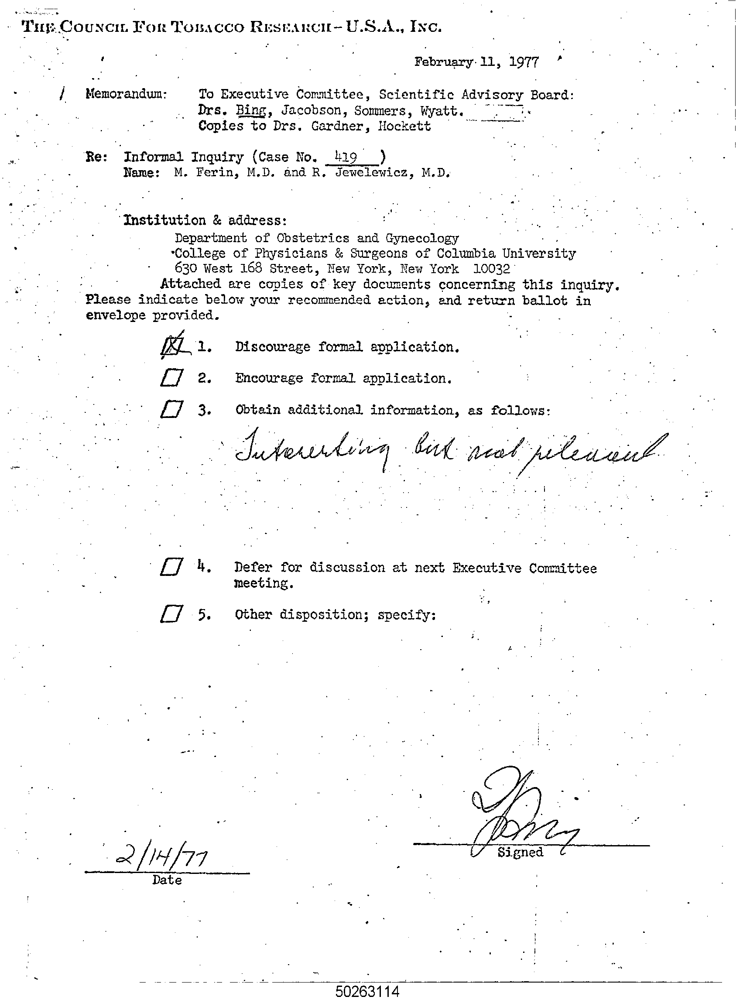 THE COUNCIL FOR TOBACCO RESEARCH-U.S.A., INC.
February 11, 1977
Memorandum: To Executive Committee, Scientific Advisory Board:
Drs. Bing, Jacobson, Sommers, Wyatt.
Copies to Drs. Gardner, Hockett
Re: Informal Inquiry (Case No. 419 )
Name: M. Ferin, M.D. and R. Jewelewicz, M.D.
Institution & address:
Department of Obstetrics and Gynecology
College of Physicians & Surgeons of Columbia University
630 West 168 Street, New York, New York 10032
Attached are copies of key documents concerning this inquiry.
Please indicate below your recommended action, and return ballot in
envelope provided.
1. Discourage formal application.
2. Encourage formal application.
3. Obtain additional information, as follows:
Interesting but not relevant
4. Defer for discussion at next Executive Committee
meeting.
5. Other disposition; specify:
2/14/77
Signed
Date
50263114